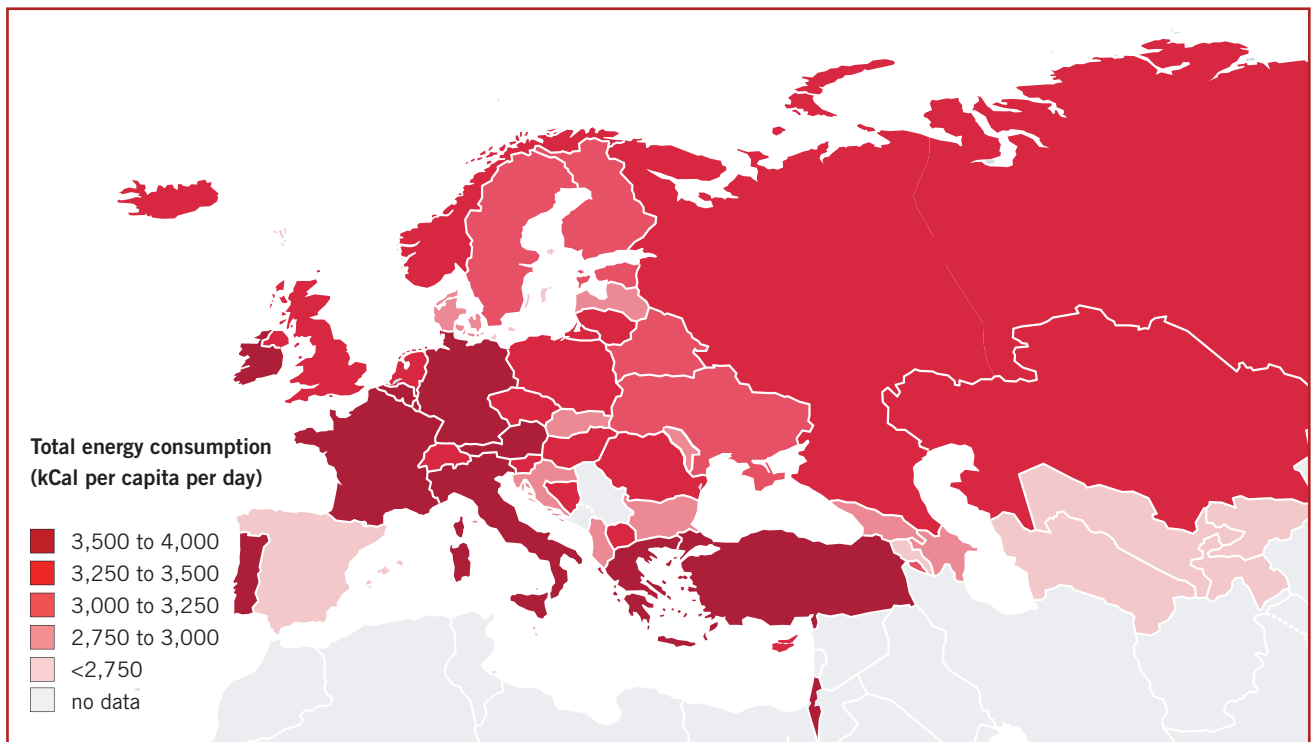 Total energy consumption
(kCal per capita per day)
3,500 to 4,000
3,250 to 3,500
3,000 to 3,250
2,750 to 3,000
<2,750
no data